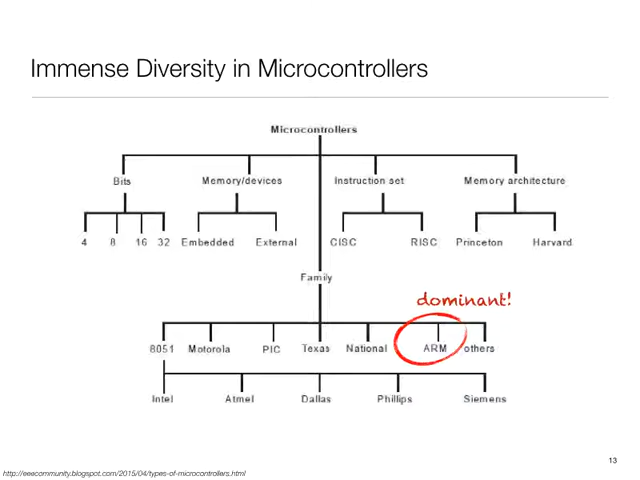 Immense Diversity in Microcontrollers
Microcontrollers
Bits Memory/devices Instruction set Memory architecture
4 8 16 32 Embedded External CISC RISC Princeton Harvard
Family
dominant!
8051 Motorola PIC Texas National ARM others
Intel Atmel Dallas Phillips Siemens
13
http://eeecommunity.blogspot.com/2015/04/types-of-microcontrollers.html